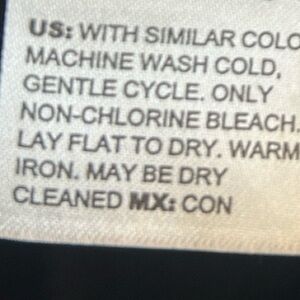 US: WITH SIMILAR COLO
MACHINE WASH COLD,
GENTLE CYCLE. ONLY
NON-CHLORINE BLEACH.
LAY FLAT TO DRY. WARM
IRON. MAY BE DRY
CLEANED MX: CON